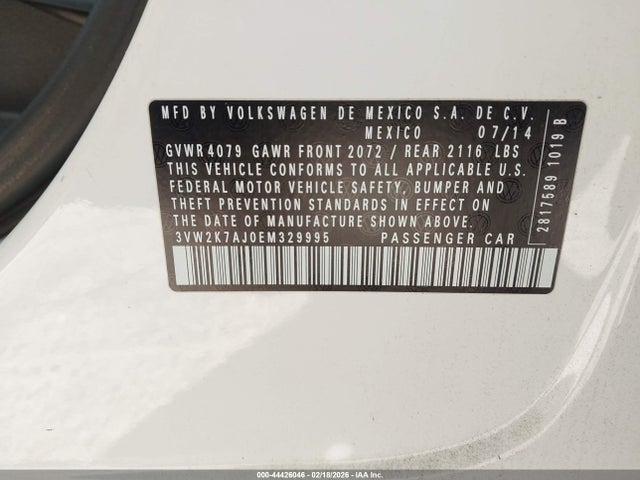 MFD BY VOLKSWAGEN DE MEXICO S.A. DE C.V.
MEXICO 07/14
GVWR 4079 GAWR FRONT 2072 / REAR 2116 LBS
THIS VEHICLE CONFORMS TO ALL APPLICABLE U.S.
FEDERAL MOTOR VEHICLE SAFETY, BUMPER AND
THEFT PREVENTION STANDARDS IN EFFECT ON
THE DATE OF MANUFACTURE SHOWN ABOVE.
3VW2K7AJ0EM329995 PASSENGER CAR
2817589 1019 B
000-44426046 - 02/18/2026 - IAA Inc.